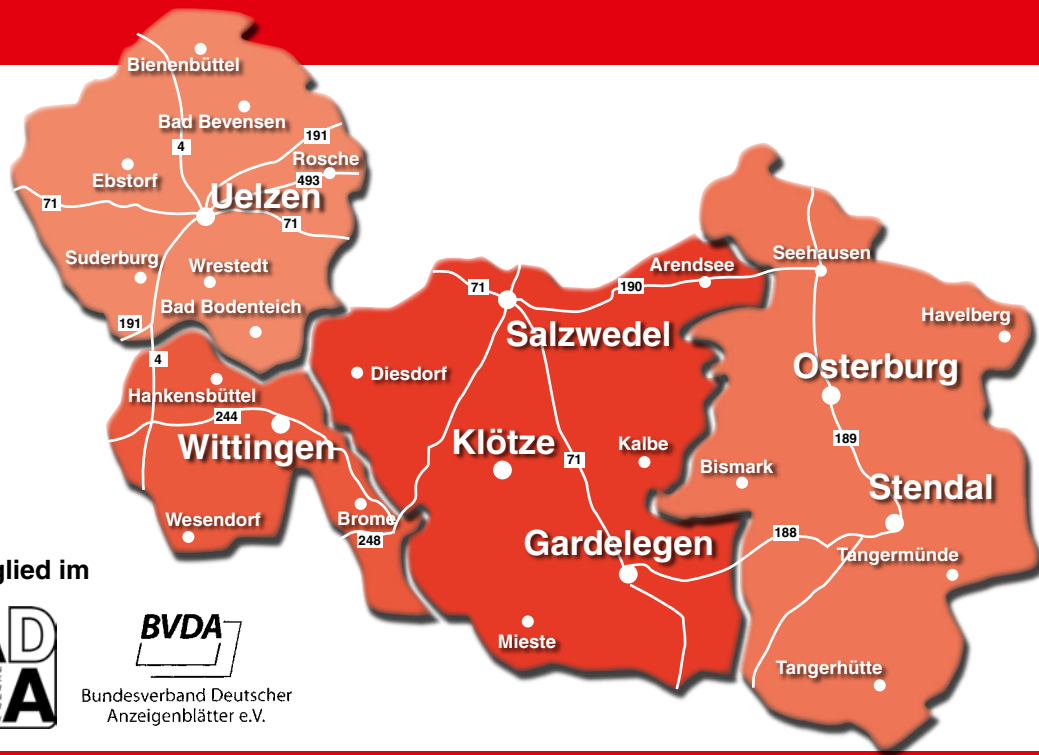 Bienenbüttel
Bad Bevensen
4
191
Rosche
493
Ebstorf
Uelzen
71
71
Suderburg
Wrestedt
Bad Bodenteich
191
4
Hankensbüttel
244
Wittingen
Wesendorf
Brome
248
71
190
Arendsee
Salzwedel
Diesdorf
Klötze
71
Kalbe
Gardelegen
Mieste
Seehausen
Havelberg
Osterburg
189
Bismark
Stendal
188
Tangermünde
Tangerhütte
glied im
AD
A
BVDA
Bundesverband Deutscher
Anzeigenblätter e.V.